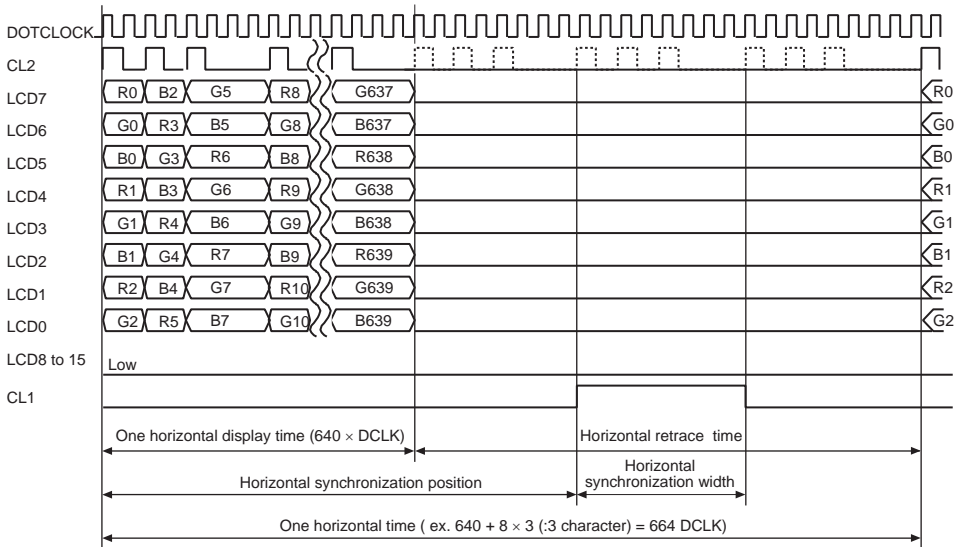 DOTCLOCK
CL2
LCD7 R0 B2 G5 R8 G637 R0
LCD6 G0 R3 B5 G8 B637 G0
LCD5 B0 G3 R6 B8 R638 B0
LCD4 R1 B3 G6 R9 G638 R1
LCD3 G1 R4 B6 G9 B638 G1
LCD2 B1 G4 R7 B9 R639 B1
LCD1 R2 B4 G7 R10 G639 R2
LCD0 G2 R5 B7 G10 B639 G2
LCD8 to 15 Low
CL1
One horizontal display time (640 × DCLK) Horizontal retrace time
Horizontal synchronization position Horizontal
synchronization width
One horizontal time ( ex. 640 + 8 × 3 (:3 character) = 664 DCLK)